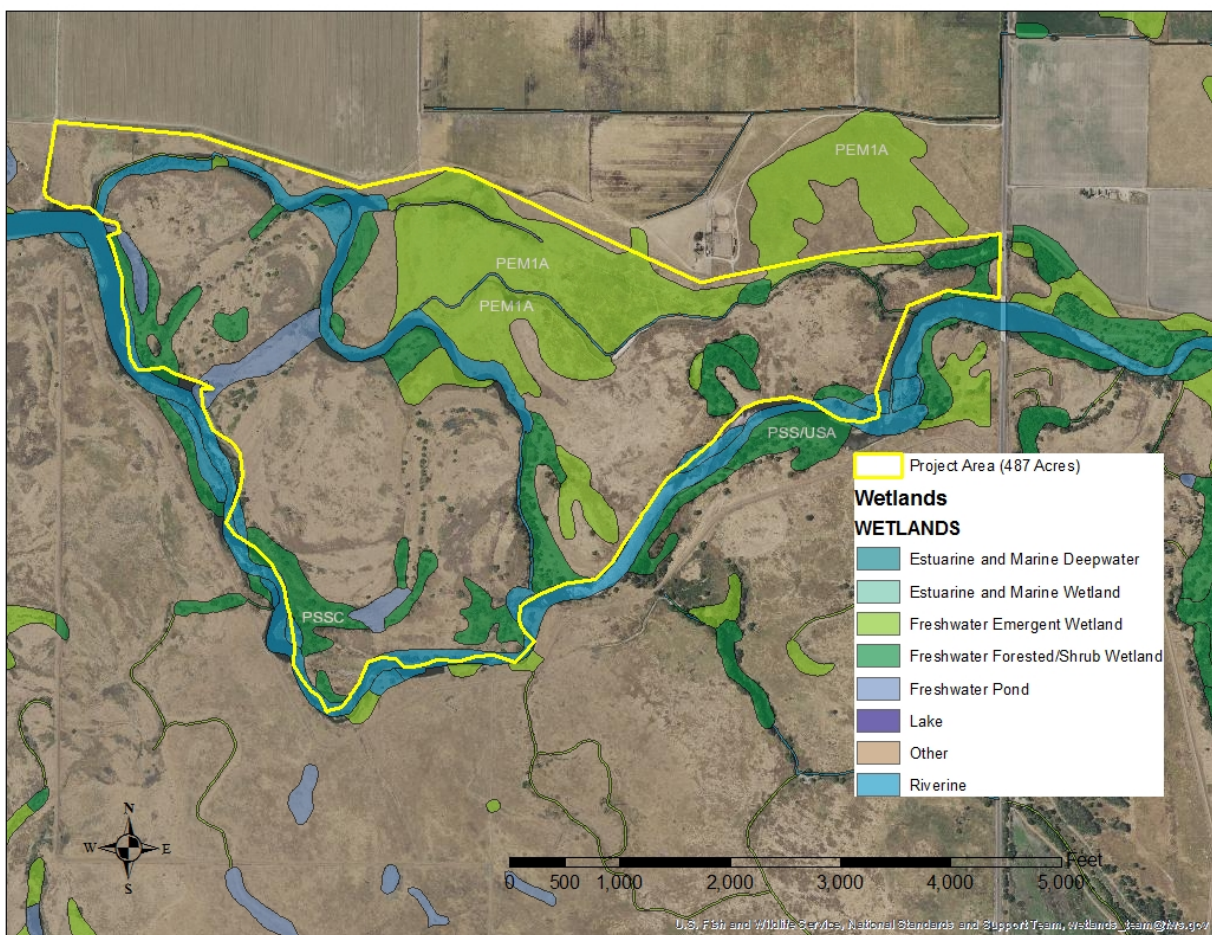 PEM1A
PEM1A
PEM1A
PSS/USA
PSSC
Project Area (487 Acres)
Wetlands
WETLANDS
Estuarine and Marine Deepwater
Estuarine and Marine Wetland
Freshwater Emergent Wetland
Freshwater Forested/Shrub Wetland
Freshwater Pond
Lake
Other
Riverine
N
W E
S
Feet
0 500 1,000 2,000 3,000 4,000 5,000
U.S. Fish and Wildlife Service, National Standards and Support Team, wetlands_team@fws.gov